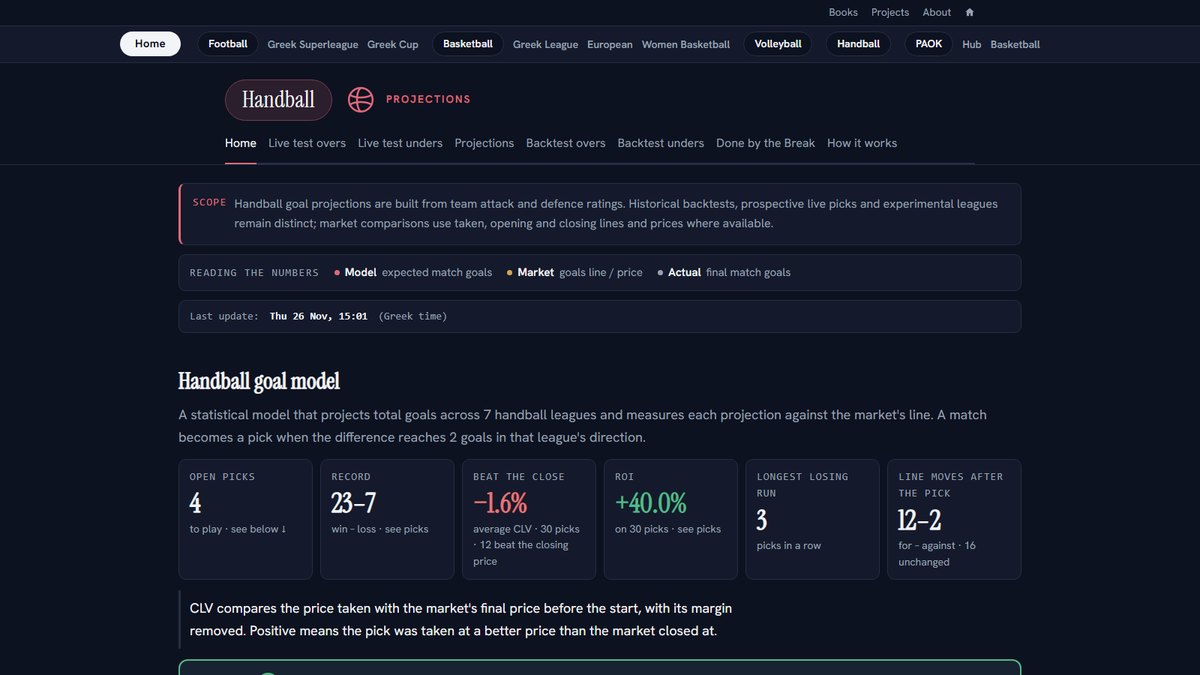 Books Projects About
Home Football Greek Superleague Greek Cup Basketball Greek League European Women Basketball Volleyball Handball PAOK Hub Basketball
Handball PROJECTIONS
Home Live test overs Live test unders Projections Backtest overs Backtest unders Done by the Break How it works
SCOPE Handball goal projections are built from team attack and defence ratings. Historical backtests, prospective live picks and experimental leagues
remain distinct; market comparisons use taken, opening and closing lines and prices where available.
READING THE NUMBERS Model expected match goals Market goals line / price Actual final match goals
Last update: Thu 26 Nov, 15:01 (Greek time)
Handball goal model
A statistical model that projects total goals across 7 handball leagues and measures each projection against the market's line. A match
becomes a pick when the difference reaches 2 goals in that league's direction.
OPEN PICKS
4
to play · see below ↓
RECORD
23–7
win – loss · see picks
BEAT THE CLOSE
−1.6%
average CLV · 30 picks
· 12 beat the closing
price
ROI
+40.0%
on 30 picks · see picks
LONGEST LOSING
RUN
3
picks in a row
LINE MOVES AFTER
THE PICK
12–2
for – against · 16
unchanged
CLV compares the price taken with the market's final price before the start, with its margin
removed. Positive means the pick was taken at a better price than the market closed at.